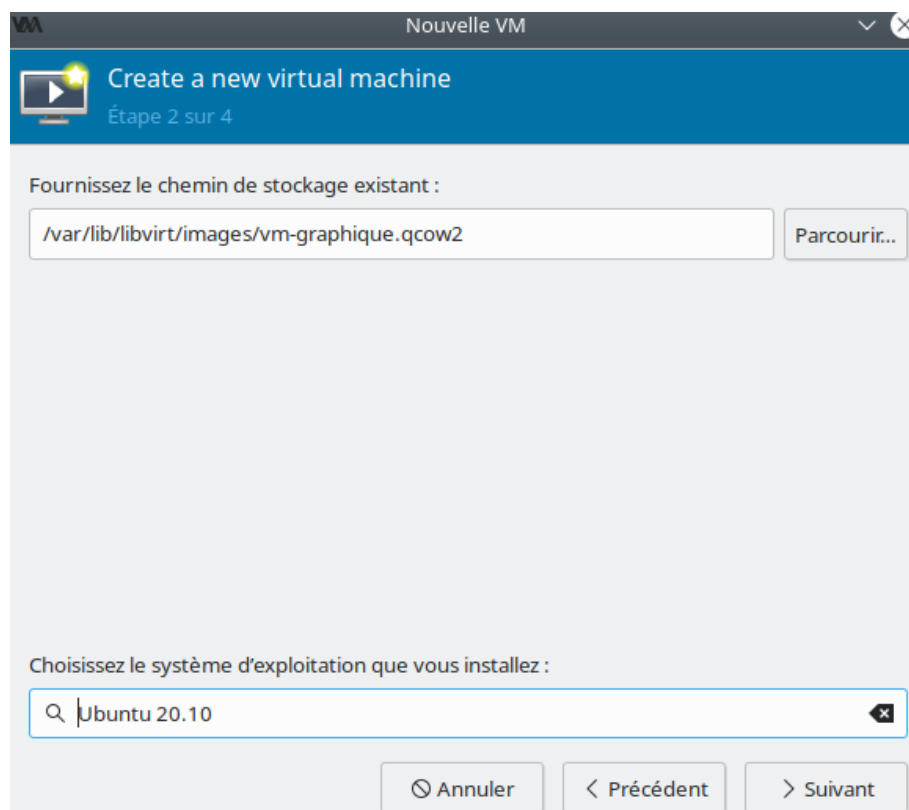 Nouvelle VM
Create a new virtual machine
Étape 2 sur 4
Fournissez le chemin de stockage existant :
/var/lib/libvirt/images/vm-graphique.qcow2
Parcourir...
Choisissez le système d'exploitation que vous installez :
Ubuntu 20.10
Annuler
Précédent
Suivant